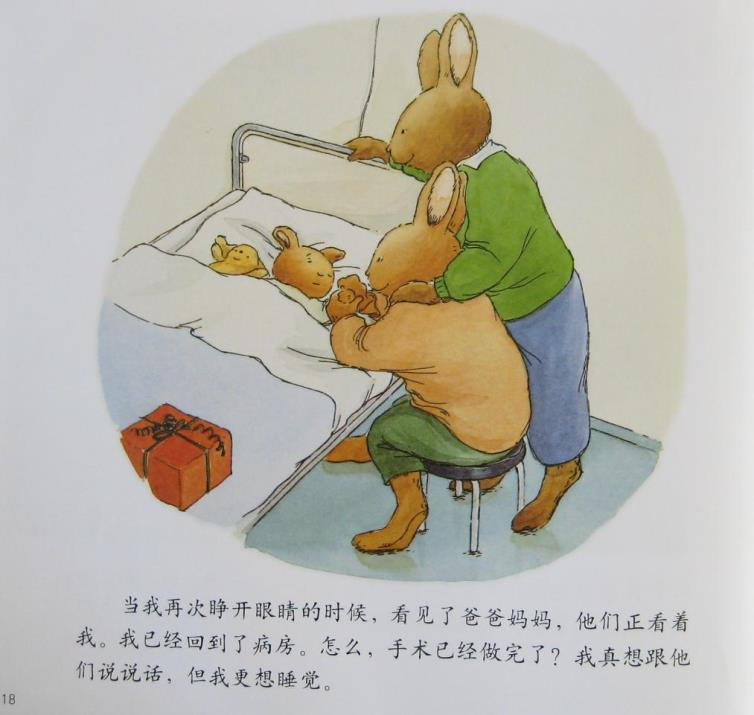 当我再次睁开眼睛的时候，看见了爸爸妈妈，他们正看着
我。我已经回到了病房。怎么，手术已经做完了？我真想跟他
们说说话，但我更想睡觉。
18